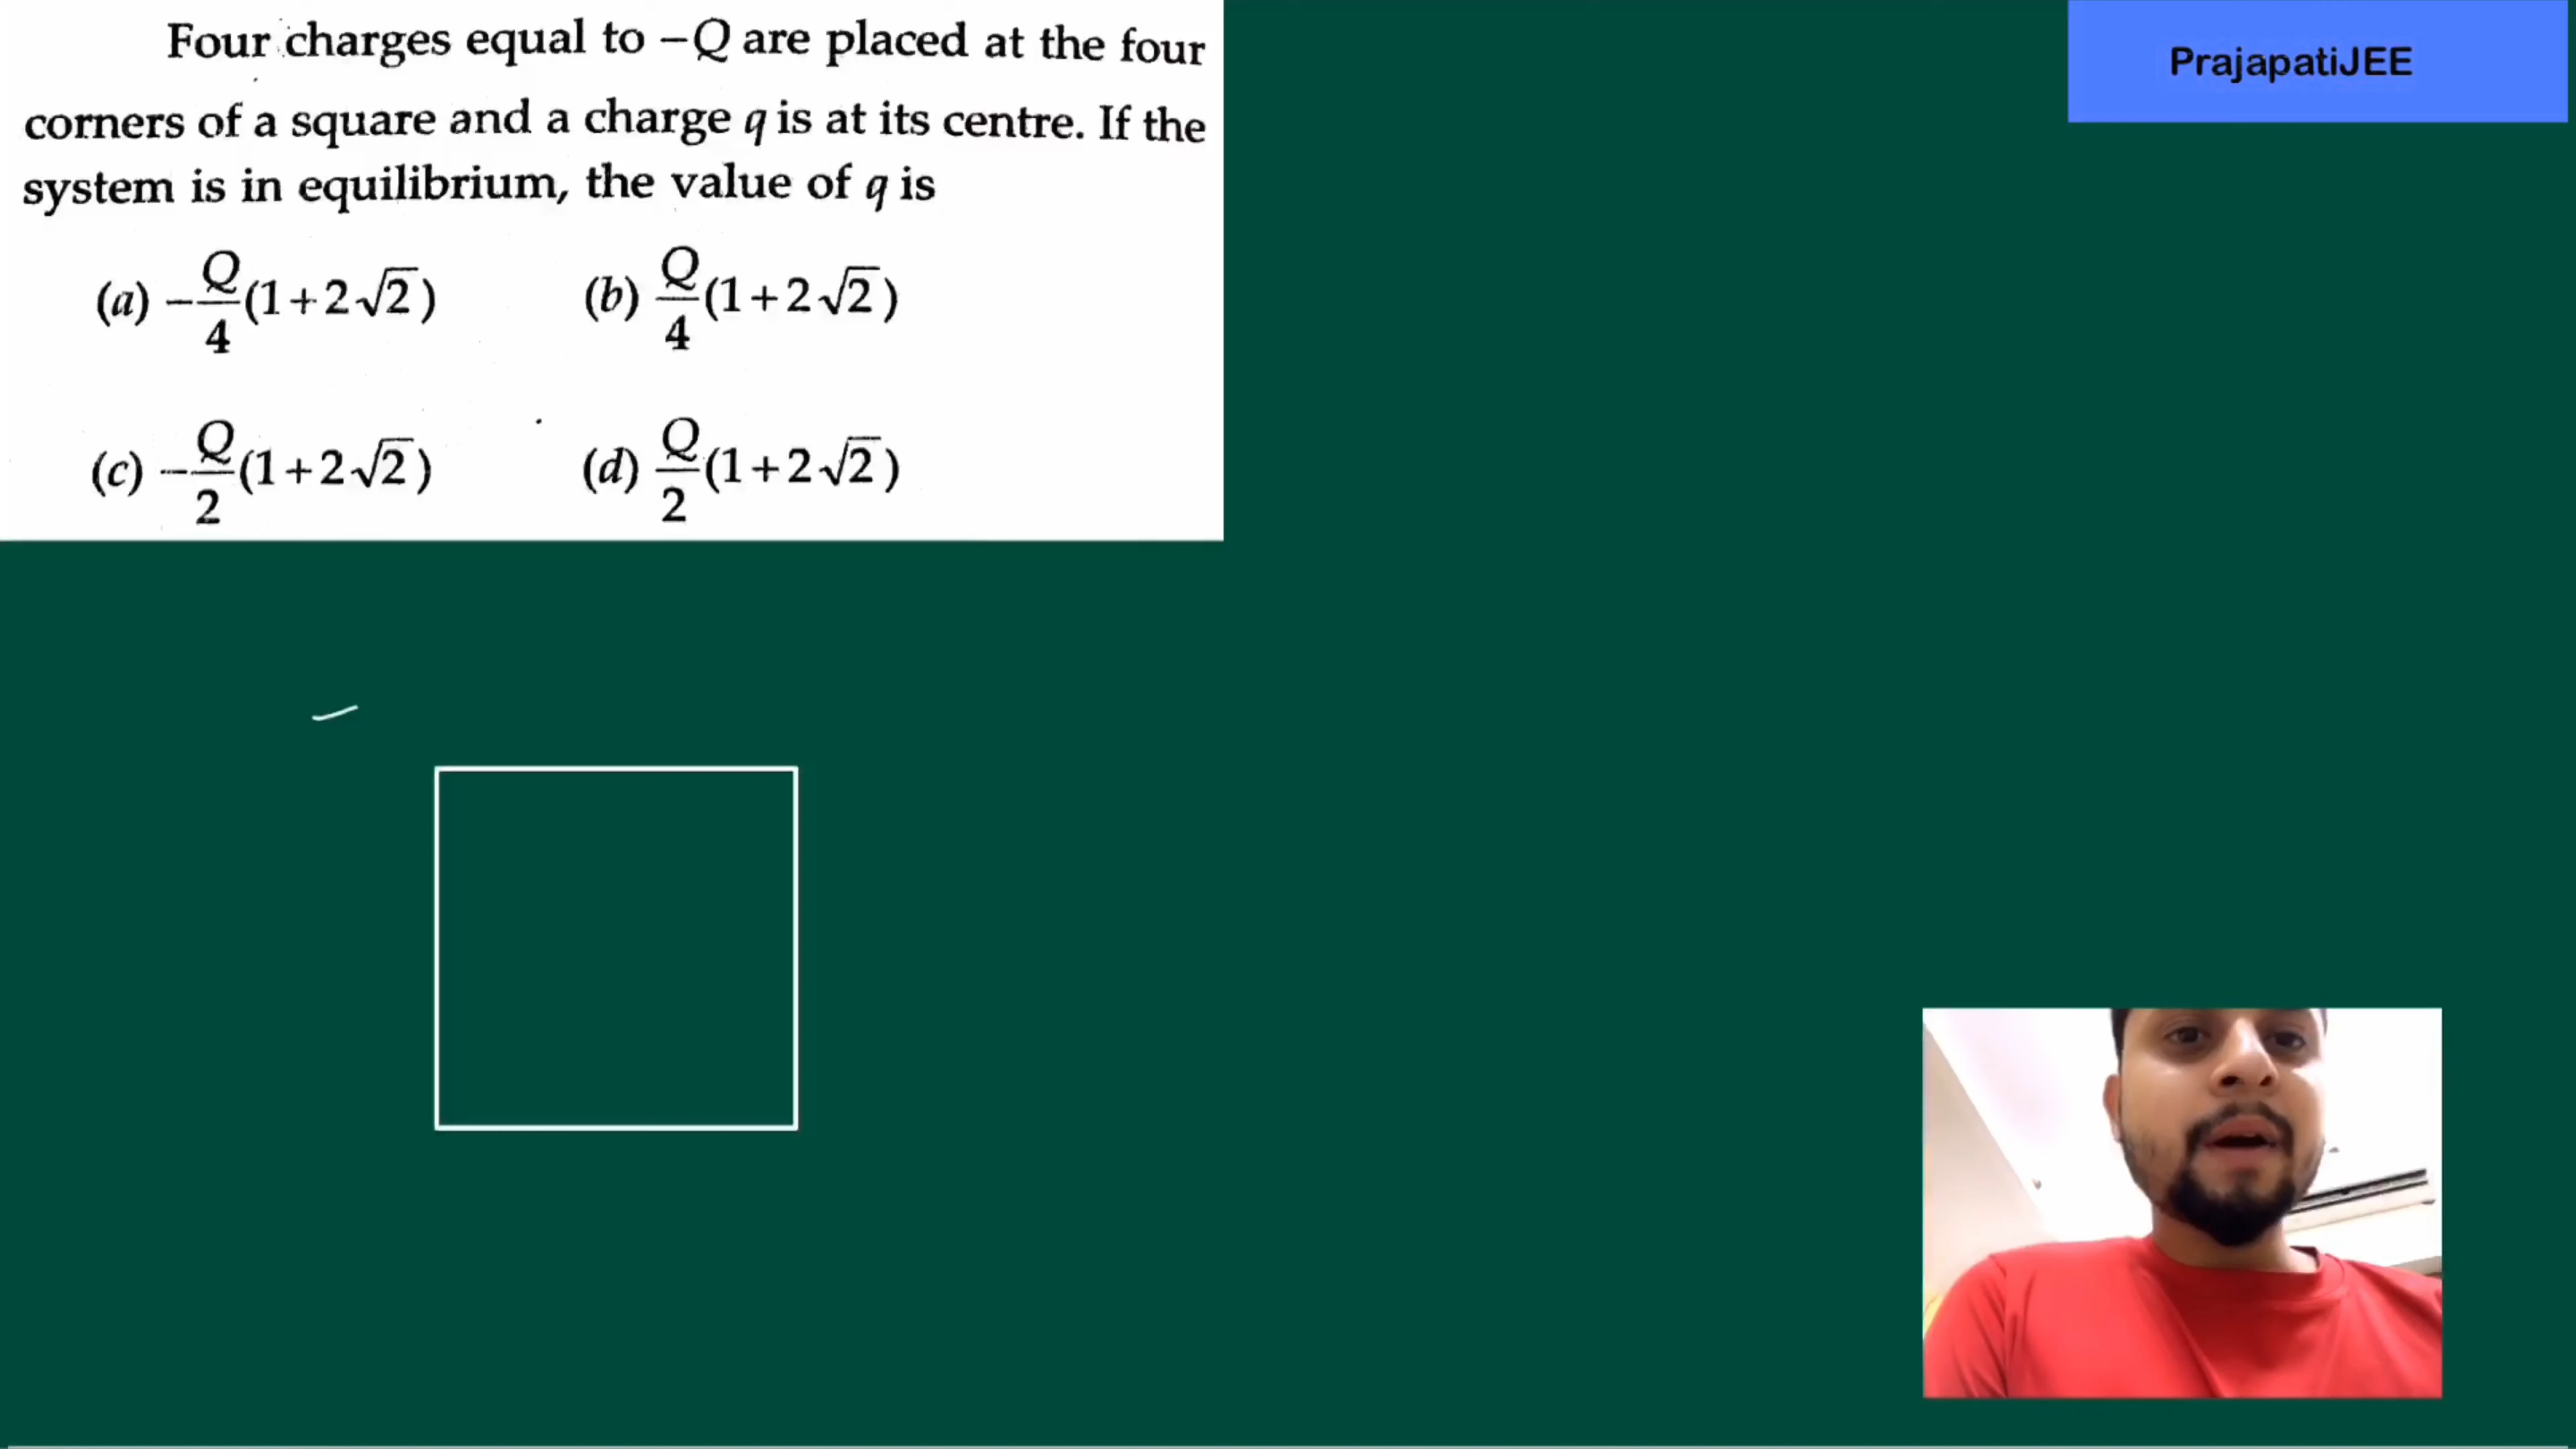 Four charges equal to −Q are placed at the four
corners of a square and a charge q is at its centre. If the
system is in equilibrium, the value of q is
(a) −Q/4(1+2√2) (b) Q/4(1+2√2)
(c) −Q/2(1+2√2) (d) Q/2(1+2√2)
PrajapatiJEE